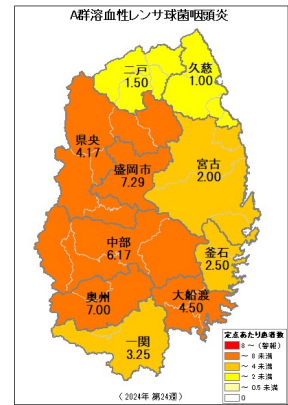 A群溶血性レンサ球菌咽頭炎
二戸
1.50
久慈
1.00
県央
4.17
盛岡市
7.29
宮古
2.00
中部
6.17
釜石
2.50
奥州
7.00
大船渡
4.50
一関
3.25
定点あたり患者数
8 ～ (警報)
～ 8 未満
～ 4 未満
～ 2 未満
～ 0.5 未満
0
( 2024年 第24週 )